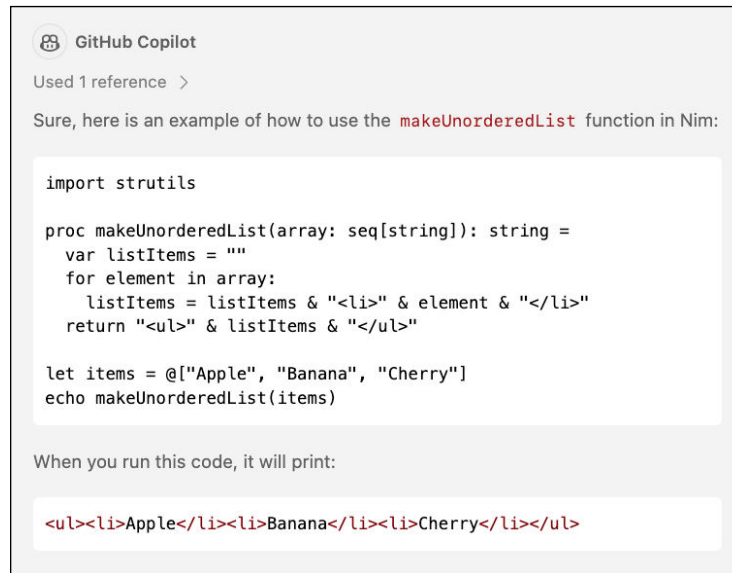 GitHub Copilot
Used 1 reference >
Sure, here is an example of how to use the makeUnorderedList function in Nim:
import strutils
proc makeUnorderedList(array: seq[string]): string =
  var listItems = ""
  for element in array:
    listItems = listItems & "<li>" & element & "</li>"
  return "<ul>" & listItems & "</ul>"
let items = @["Apple", "Banana", "Cherry"]
echo makeUnorderedList(items)
When you run this code, it will print:
<ul><li>Apple</li><li>Banana</li><li>Cherry</li></ul>